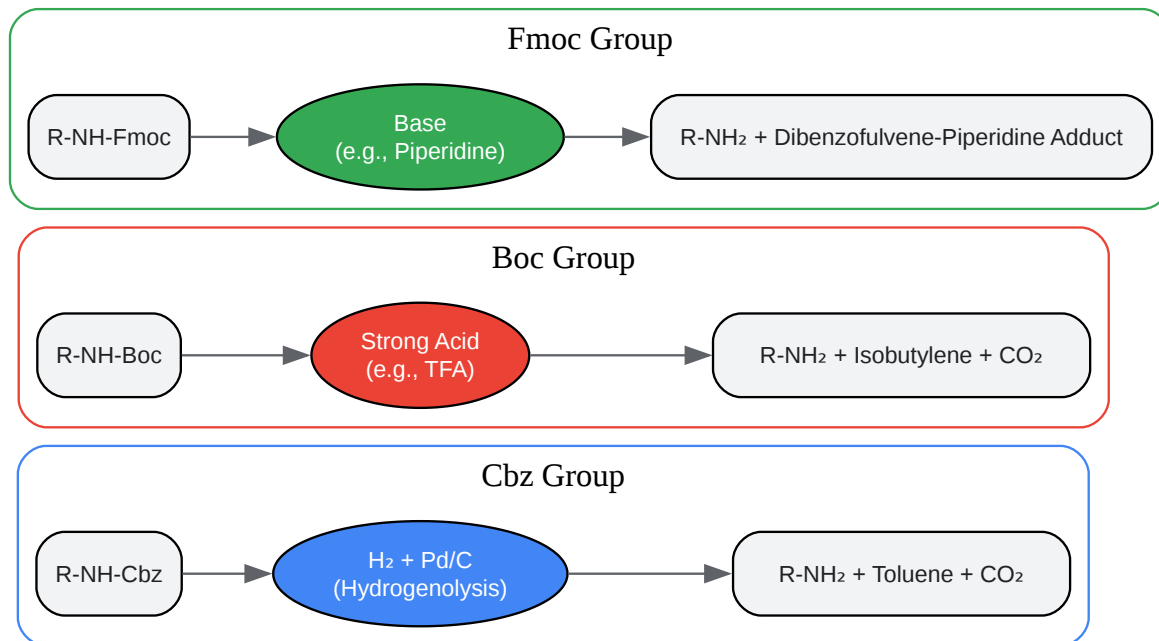 Fmoc Group
R-NH-Fmoc
Base
(e.g., Piperidine)
R-NH₂ + Dibenzofulvene-Piperidine Adduct
Boc Group
R-NH-Boc
Strong Acid
(e.g., TFA)
R-NH₂ + Isobutylene + CO₂
Cbz Group
R-NH-Cbz
H₂ + Pd/C
(Hydrogenolysis)
R-NH₂ + Toluene + CO₂